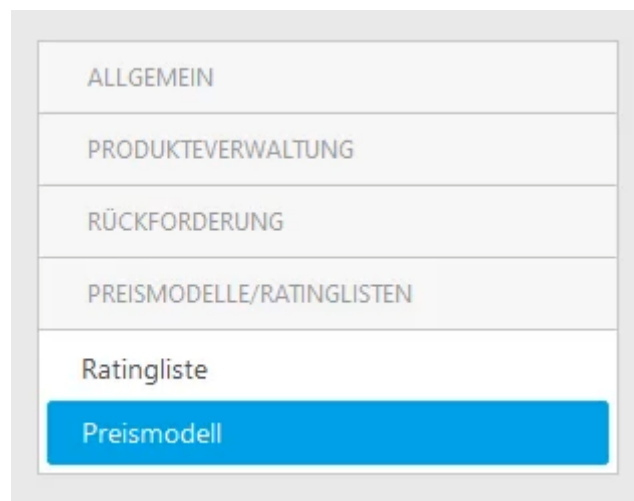 ALLGEMEIN
PRODUKTEVERWALTUNG
RÜCKFORDERUNG
PREISMODELLE/RATINGLISTEN
Ratingliste
Preismodell